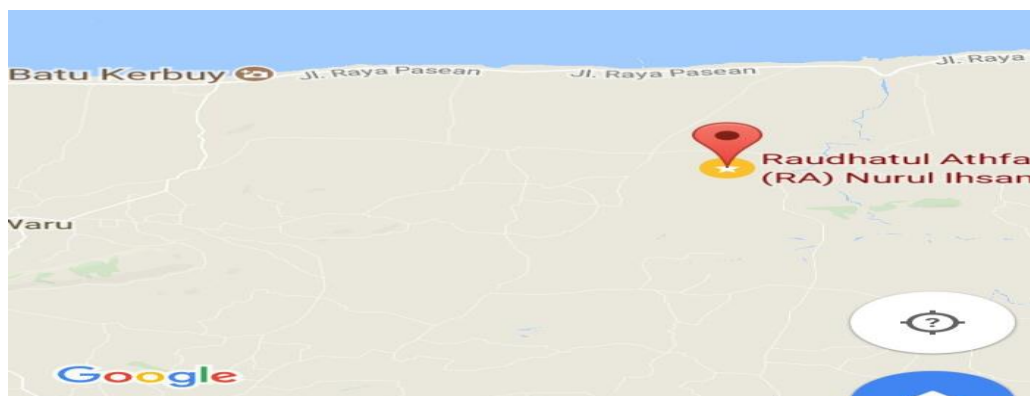 Batu Kerbuy
Jl. Raya Pasean
Jl. Raya Pasean
Jl. Raya
Raudhatul Athfa
(RA) Nurul Ihsan
Varu
?
Google